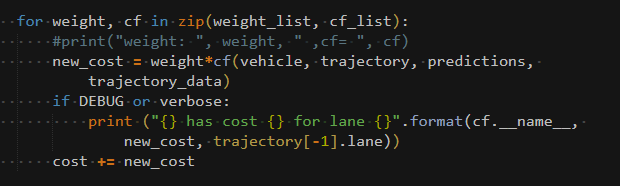 for weight, cf in zip(weight_list, cf_list):
#print("weight: ", weight, " ,cf= ", cf)
new_cost = weight*cf(vehicle, trajectory, predictions,
trajectory_data)
if DEBUG or verbose:
print ("{} has cost {} for lane {}".format(cf.__name__,
new_cost, trajectory[-1].lane))
cost += new_cost